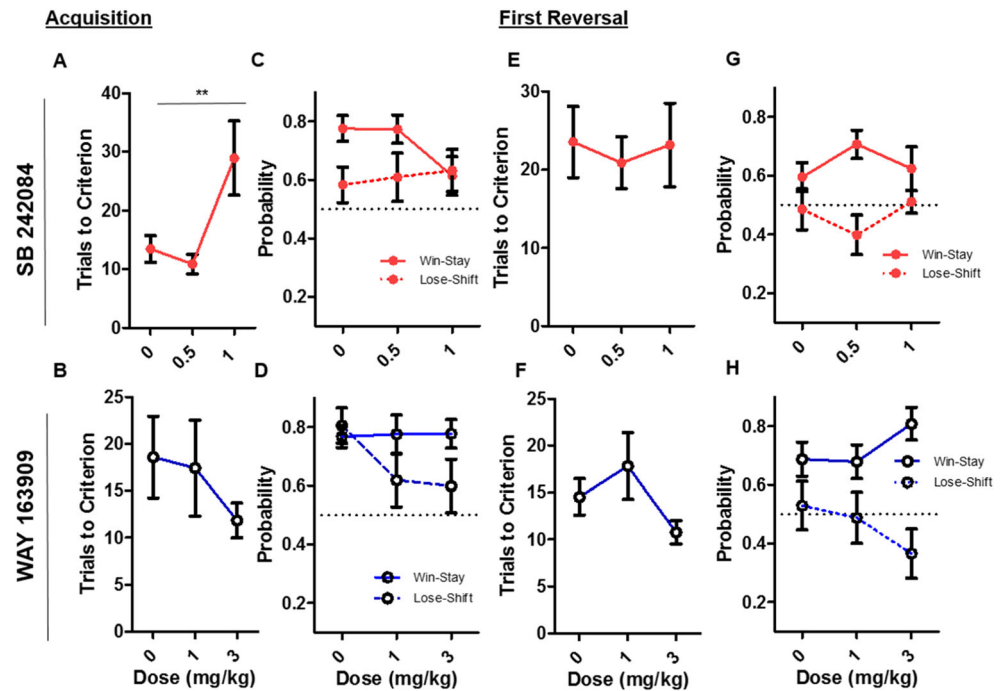 Acquisition
First Reversal
SB 242084
A
**
Trials to Criterion
40
30
20
10
0
0
0.5
1
C
Probability
0.8
0.6
0.4
0.2
Win-Stay
Lose-Shift
0
0.5
1
E
Trials to Criterion
30
20
10
0
0
0.5
1
G
Probability
0.8
0.6
0.4
0.2
Win-Stay
Lose-Shift
0
0.5
1
WAY 163909
B
Trials to Criterion
25
20
15
10
5
0
0
1
3
Dose (mg/kg)
D
Probability
0.8
0.6
0.4
0.2
Win-Stay
Lose-Shift
0
1
3
Dose (mg/kg)
F
Trials to Criterion
25
20
15
10
5
0
0
1
3
Dose (mg/kg)
H
Probability
0.8
0.6
0.4
0.2
Win-Stay
Lose-Shift
0
1
3
Dose (mg/kg)